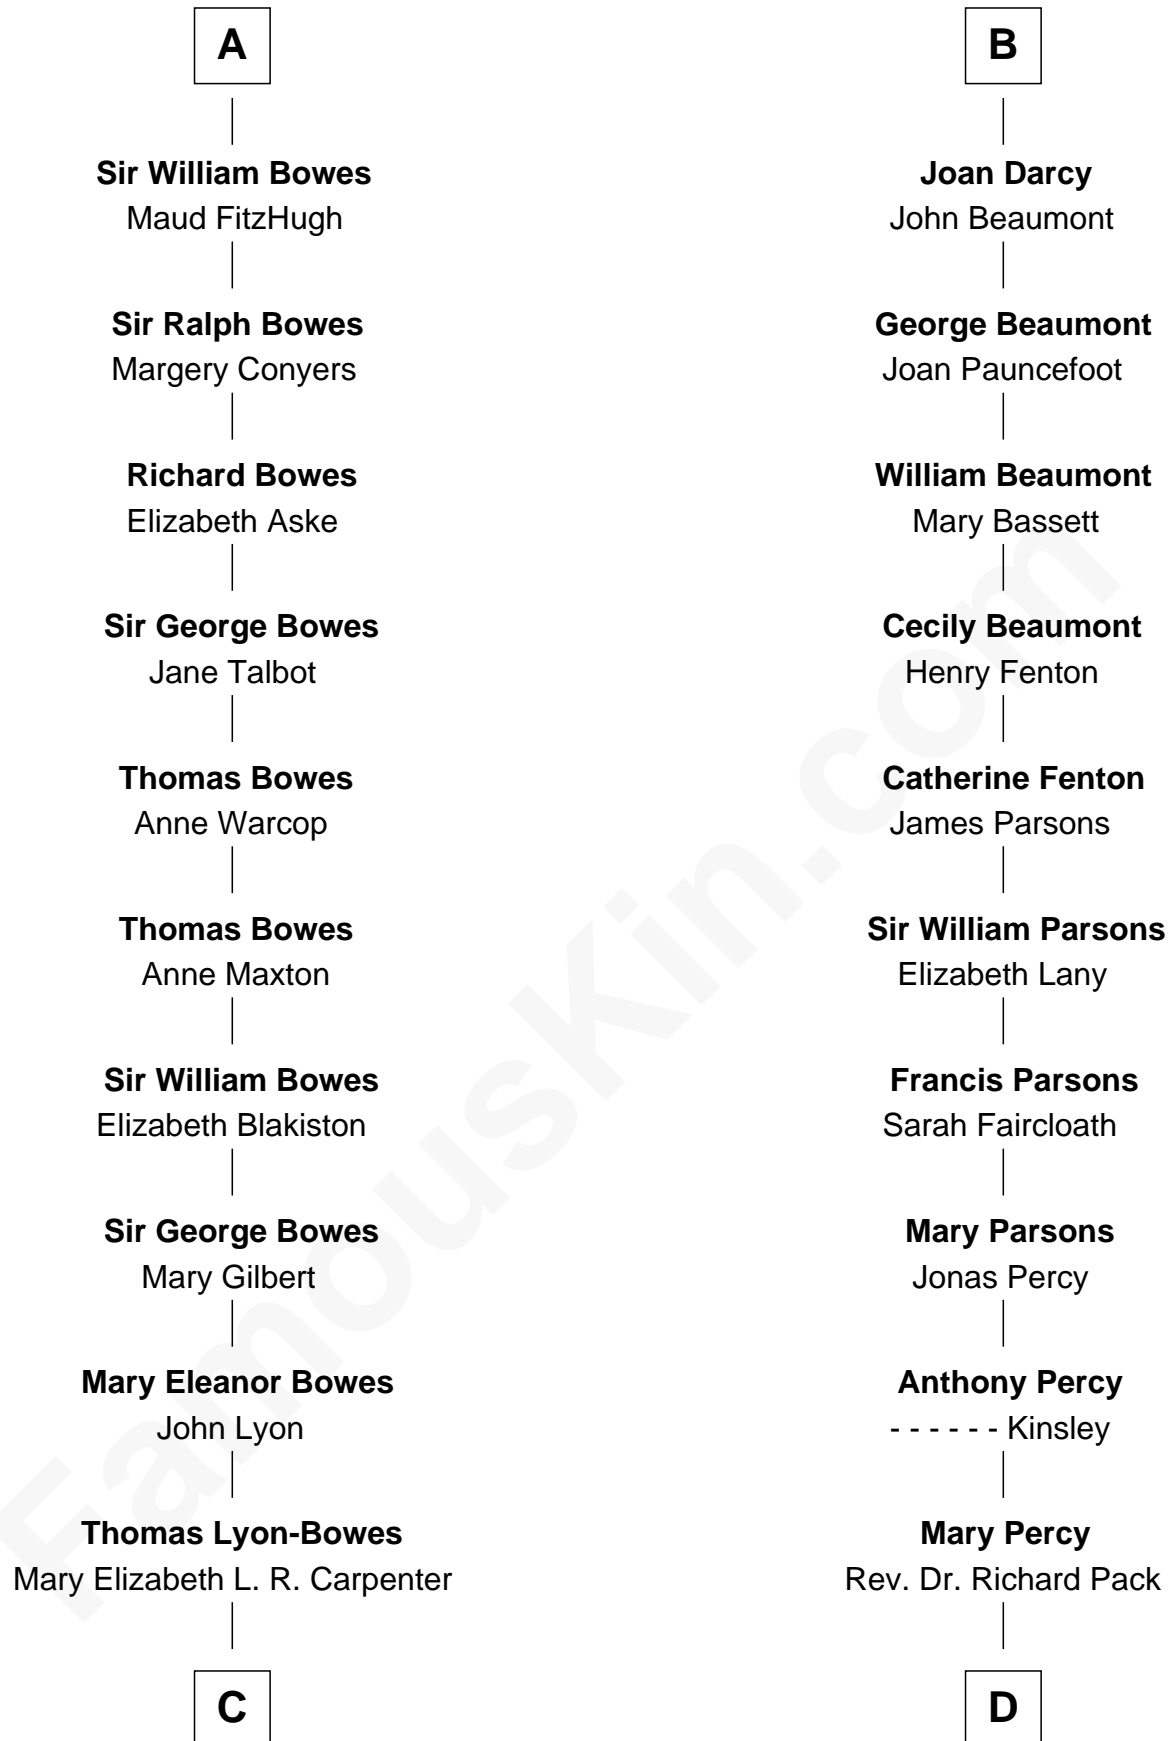 A
Sir William Bowes
Maud FitzHugh
Sir Ralph Bowes
Margery Conyers
Richard Bowes
Elizabeth Aske
Sir George Bowes
Jane Talbot
Thomas Bowes
Anne Warcop
Thomas Bowes
Anne Maxton
Sir William Bowes
Elizabeth Blakiston
Sir George Bowes
Mary Gilbert
Mary Eleanor Bowes
John Lyon
Thomas Lyon-Bowes
Mary Elizabeth L. R. Carpenter
C
B
Joan Darcy
John Beaumont
George Beaumont
Joan Pauncefoot
William Beaumont
Mary Bassett
Cecily Beaumont
Henry Fenton
Catherine Fenton
James Parsons
Sir William Parsons
Elizabeth Lany
Francis Parsons
Sarah Faircloath
Mary Parsons
Jonas Percy
Anthony Percy
- - - - - - Kinsley
Mary Percy
Rev. Dr. Richard Pack
D
FamousKin.com